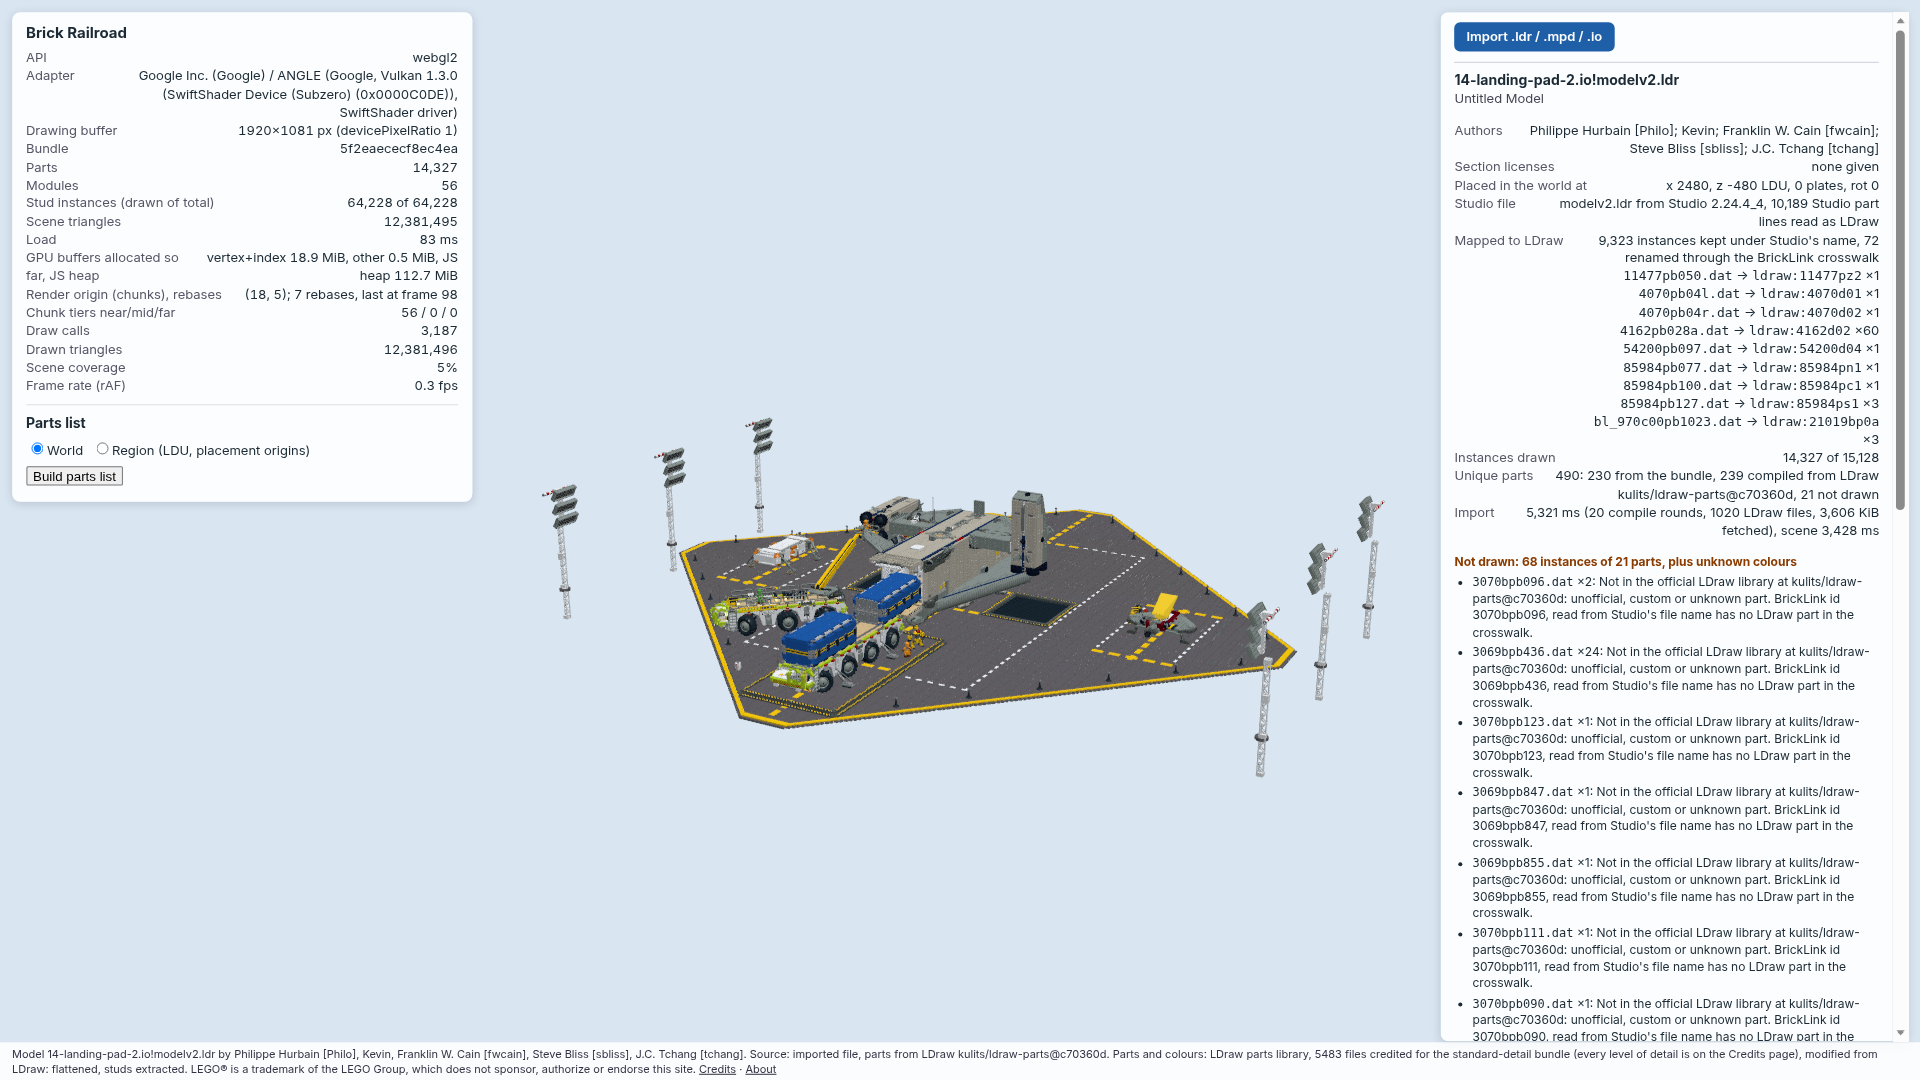 Brick Railroad
API webgl2
Adapter Google Inc. (Google) / ANGLE (Google, Vulkan 1.3.0
(SwiftShader Device (Subzero) (0x0000C0DE)),
SwiftShader driver)
Drawing buffer 1920×1081 px (devicePixelRatio 1)
Bundle 5f2eaececf8ec4ea
Parts 14,327
Modules 56
Stud instances (drawn of total) 64,228 of 64,228
Scene triangles 12,381,495
Load 83 ms
GPU buffers allocated so vertex+index 18.9 MiB, other 0.5 MiB, JS
far, JS heap heap 112.7 MiB
Render origin (chunks), rebases (18, 5); 7 rebases, last at frame 98
Chunk tiers near/mid/far 56 / 0 / 0
Draw calls 3,187
Drawn triangles 12,381,496
Scene coverage 5%
Frame rate (rAF) 0.3 fps
Parts list
World Region (LDU, placement origins)
Build parts list
Import .ldr / .mpd / .io
14-landing-pad-2.io!modelv2.ldr
Untitled Model
Authors Philippe Hurbain [Philo]; Kevin; Franklin W. Cain [fwcain];
Steve Bliss [sbliss]; J.C. Tchang [tchang]
Section licenses none given
Placed in the world at x 2480, z -480 LDU, 0 plates, rot 0
Studio file modelv2.ldr from Studio 2.24.4_4, 10,189 Studio part
lines read as LDraw
Mapped to LDraw 9,323 instances kept under Studio's name, 72
renamed through the BrickLink crosswalk
11477pb050.dat → ldraw:11477pz2 ×1
4070pb04l.dat → ldraw:4070d01 ×1
4070pb04r.dat → ldraw:4070d02 ×1
4162pb028a.dat → ldraw:4162d02 ×60
54200pb097.dat → ldraw:54200d04 ×1
85984pb077.dat → ldraw:85984pn1 ×1
85984pb100.dat → ldraw:85984pc1 ×1
85984pb127.dat → ldraw:85984ps1 ×3
bl_970c00pb1023.dat → ldraw:21019bp0a
×3
Instances drawn 14,327 of 15,128
Unique parts 490: 230 from the bundle, 239 compiled from LDraw
kulits/ldraw-parts@c70360d, 21 not drawn
Import 5,321 ms (20 compile rounds, 1020 LDraw files, 3,606 KiB
fetched), scene 3,428 ms
Not drawn: 68 instances of 21 parts, plus unknown colours
• 3070bpb096.dat ×2: Not in the official LDraw library at kulits/ldraw-
parts@c70360d: unofficial, custom or unknown part. BrickLink id
3070bpb096, read from Studio's file name has no LDraw part in the
crosswalk.
• 3069bpb436.dat ×24: Not in the official LDraw library at kulits/ldraw-
parts@c70360d: unofficial, custom or unknown part. BrickLink id
3069bpb436, read from Studio's file name has no LDraw part in the
crosswalk.
• 3070bpb123.dat ×1: Not in the official LDraw library at kulits/ldraw-
parts@c70360d: unofficial, custom or unknown part. BrickLink id
3070bpb123, read from Studio's file name has no LDraw part in the
crosswalk.
• 3069bpb847.dat ×1: Not in the official LDraw library at kulits/ldraw-
parts@c70360d: unofficial, custom or unknown part. BrickLink id
3069bpb847, read from Studio's file name has no LDraw part in the
crosswalk.
• 3069bpb855.dat ×1: Not in the official LDraw library at kulits/ldraw-
parts@c70360d: unofficial, custom or unknown part. BrickLink id
3069bpb855, read from Studio's file name has no LDraw part in the
crosswalk.
• 3070bpb111.dat ×1: Not in the official LDraw library at kulits/ldraw-
parts@c70360d: unofficial, custom or unknown part. BrickLink id
3070bpb111, read from Studio's file name has no LDraw part in the
crosswalk.
• 3070bpb090.dat ×1: Not in the official LDraw library at kulits/ldraw-
parts@c70360d: unofficial, custom or unknown part. BrickLink id
3070bpb090, read from Studio's file name has no LDraw part in the
Model 14-landing-pad-2.io!modelv2.ldr by Philippe Hurbain [Philo], Kevin, Franklin W. Cain [fwcain], Steve Bliss [sbliss], J.C. Tchang [tchang]. Source: imported file, parts from LDraw kulits/ldraw-parts@c70360d. Parts and colours: LDraw parts library, 5483 files credited for the standard-detail bundle (every level of detail is on the Credits page), modified from
LDraw: flattened, studs extracted. LEGO® is a trademark of the LEGO Group, which does not sponsor, authorize or endorse this site. Credits · About